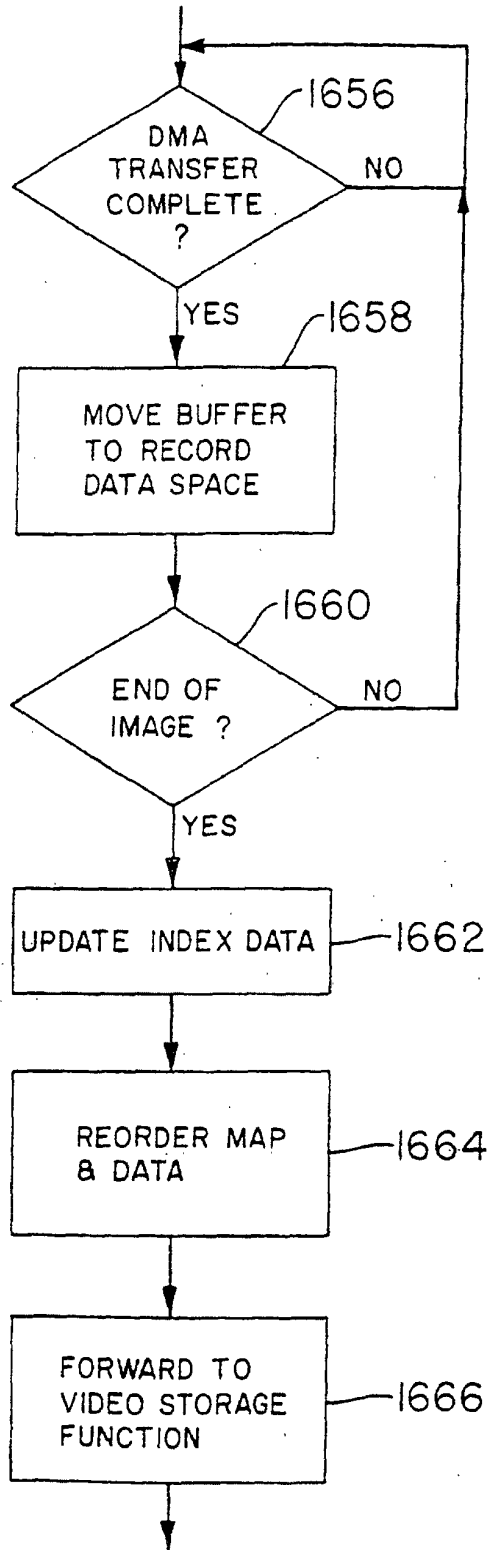 1656
DMA
TRANSFER
COMPLETE
?
NO
YES
1658
MOVE BUFFER
TO RECORD
DATA SPACE
1660
END OF
IMAGE ?
NO
YES
UPDATE INDEX DATA
1662
REORDER MAP
& DATA
1664
FORWARD TO
VIDEO STORAGE
FUNCTION
1666